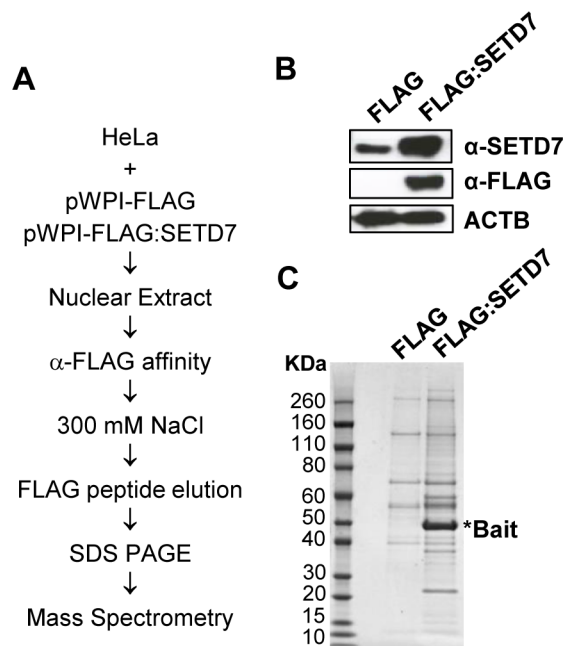 A
HeLa
+
pWPI-FLAG
pWPI-FLAG:SETD7
↓
Nuclear Extract
↓
α-FLAG affinity
↓
300 mM NaCl
↓
FLAG peptide elution
↓
SDS PAGE
↓
Mass Spectrometry
B
FLAG
FLAG:SETD7
α-SETD7
α-FLAG
ACTB
C
FLAG
FLAG:SETD7
KDa
260
160
110
80
60
50
40
30
20
15
10
*Bait